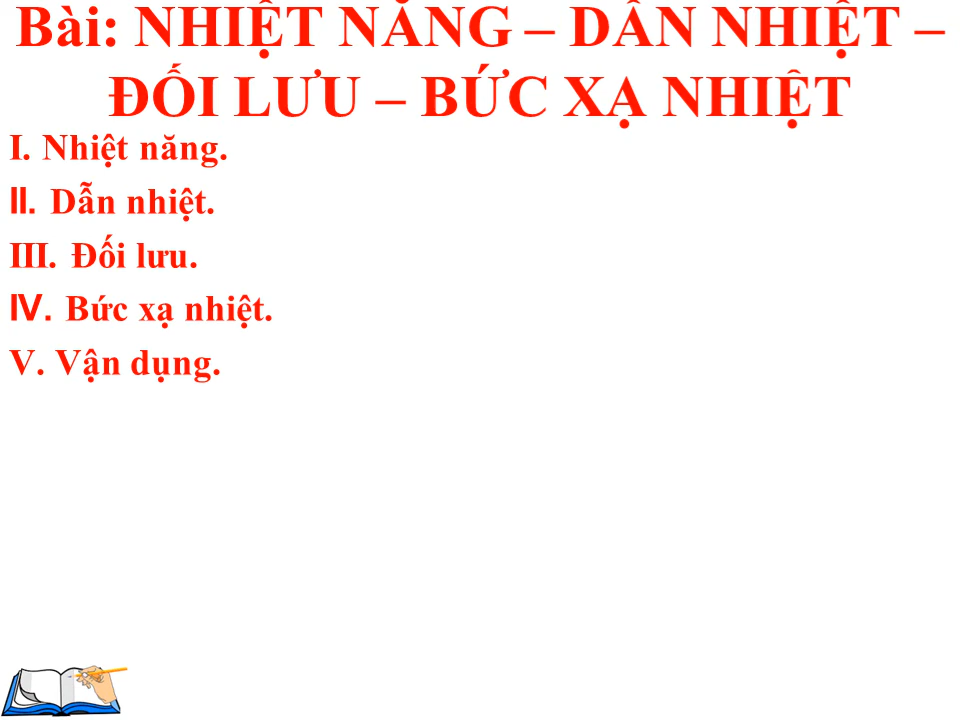 Bài: NHIỆT NĂNG – DẪN NHIỆT –
ĐỐI LƯU – BỨC XẠ NHIỆT
I. Nhiệt năng.
II. Dẫn nhiệt.
III. Đối lưu.
IV. Bức xạ nhiệt.
V. Vận dụng.